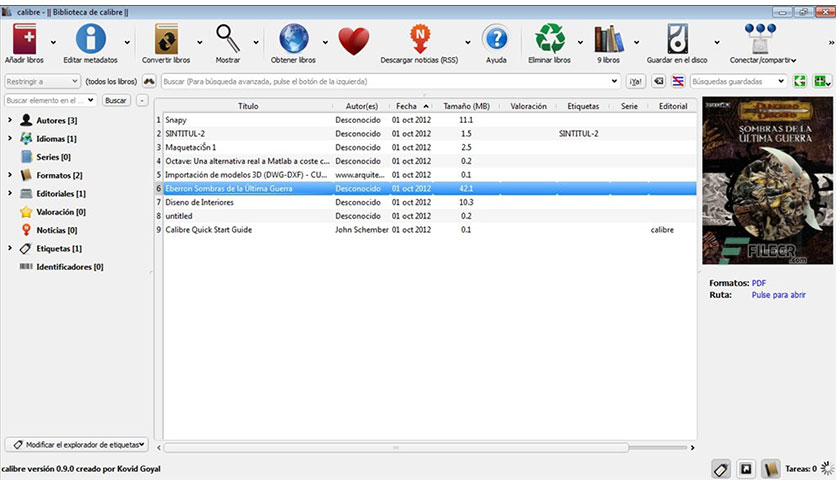 calibre - || Biblioteca de calibre ||
Añadir libros Editar metadatos Convertir libros Mostrar Obtener libros Descargar noticias (RSS) Ayuda Eliminar libros 9 libros Guardar en el disco Conectar/compartir »
Restringir a (todos los libros) Buscar (Para búsqueda avanzada, pulse el botón de la izquierda) ¡Ya! Búsquedas guardadas
Buscar elemento en el ... Buscar -
Autores [3]
Idiomas [1]
Series [0]
Formatos [2]
Editoriales [1]
Valoración [0]
Noticias [0]
Etiquetas [1]
Identificadores [0]
Título Autor(es) Fecha Tamaño (MB) Valoración Etiquetas Serie Editorial
1 Snapy Desconocido 01 oct 2012 11.1
2 SINTITUL-2 Desconocido 01 oct 2012 1.5 SINTITUL-2
3 MaquetaciŠn 1 Desconocido 01 oct 2012 2.5
4 Octave: Una alternativa real a Matlab a coste c... Desconocido 01 oct 2012 0.2
5 Importación de modelos 3D (DWG-DXF) - CU... www.arquite... 01 oct 2012 0.1
6 Eberron Sombras de la Última Guerra Desconocido 01 oct 2012 42.1
7 Diseno de Interiores Desconocido 01 oct 2012 10.3
8 untitled Desconocido 01 oct 2012 0.2
9 Calibre Quick Start Guide John Schember 01 oct 2012 0.1 calibre
DUNGEONS
DRAGONS
SOMBRAS DE LA
ÚLTIMA GUERRA
FILECR
.com
Formatos: PDF
Ruta: Pulse para abrir
Modificar el explorador de etiquetas
calibre versión 0.9.0 creado por Kovid Goyal Tareas: 0